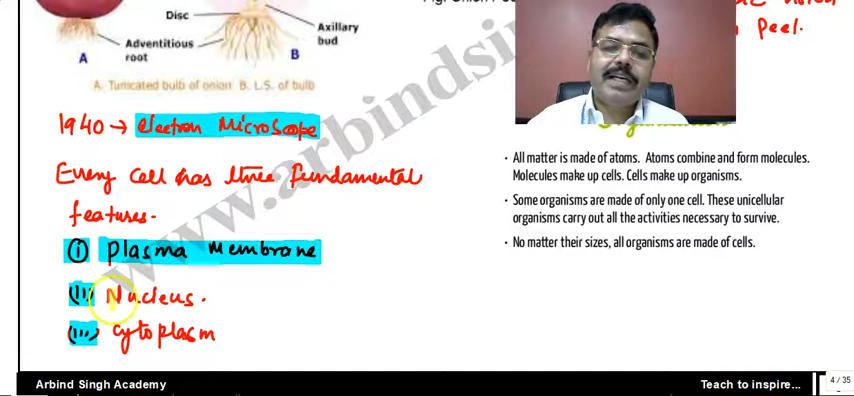 Disc
Axillary
bud
Adventitious
root
A
B
A. Tunicated bulb of onion B. L.S. of bulb
Peel.
1940 → Electron Microscope
Every cell has three fundamental
features.
(i) Plasma Membrane
(ii) Nucleus.
(iii) Cytoplasm
• All matter is made of atoms. Atoms combine and form molecules.
Molecules make up cells. Cells make up organisms.
• Some organisms are made of only one cell. These unicellular
organisms carry out all the activities necessary to survive.
• No matter their sizes, all organisms are made of cells.
www.arbindsin
Arbind Singh Academy
Teach to inspire...
4 / 35